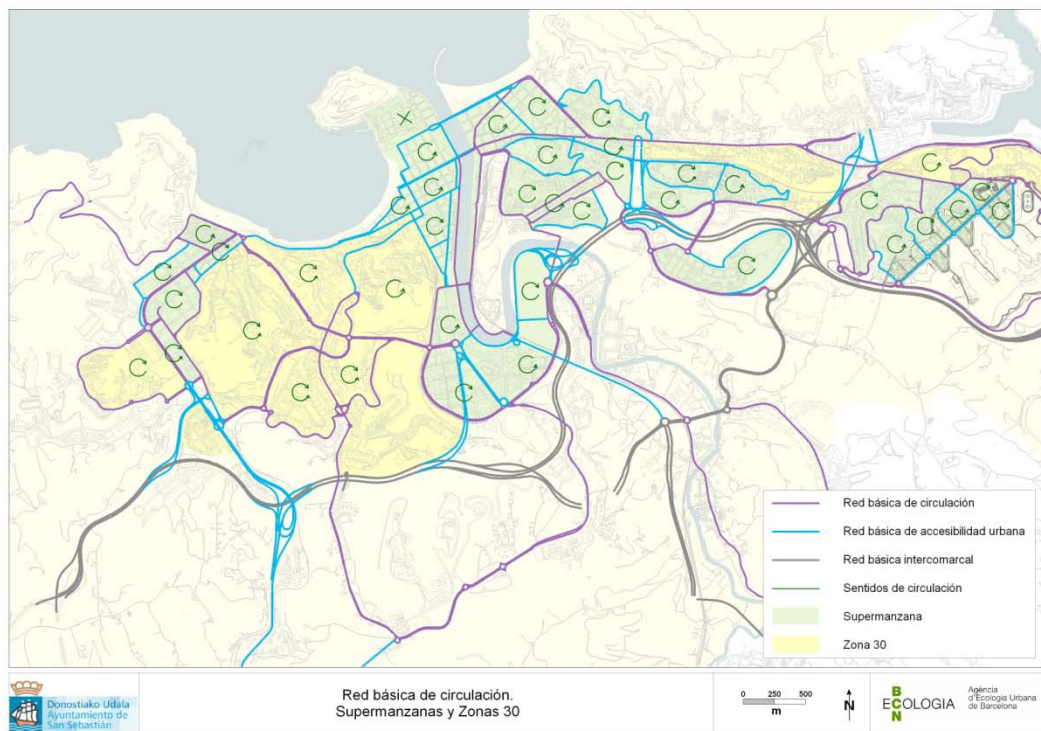 Red básica de circulación
Red básica de accesibilidad urbana
Red básica intercomarcal
Sentidos de circulación
Supermanzana
Zona 30
Donostiako Udala
Ayuntamiento de
San Sebastián
Red básica de circulación.
Supermanzanas y Zonas 30
0 250 500
m
N
BCN
ECOLOGIA
Agència
d'Ecologia Urbana
de Barcelona